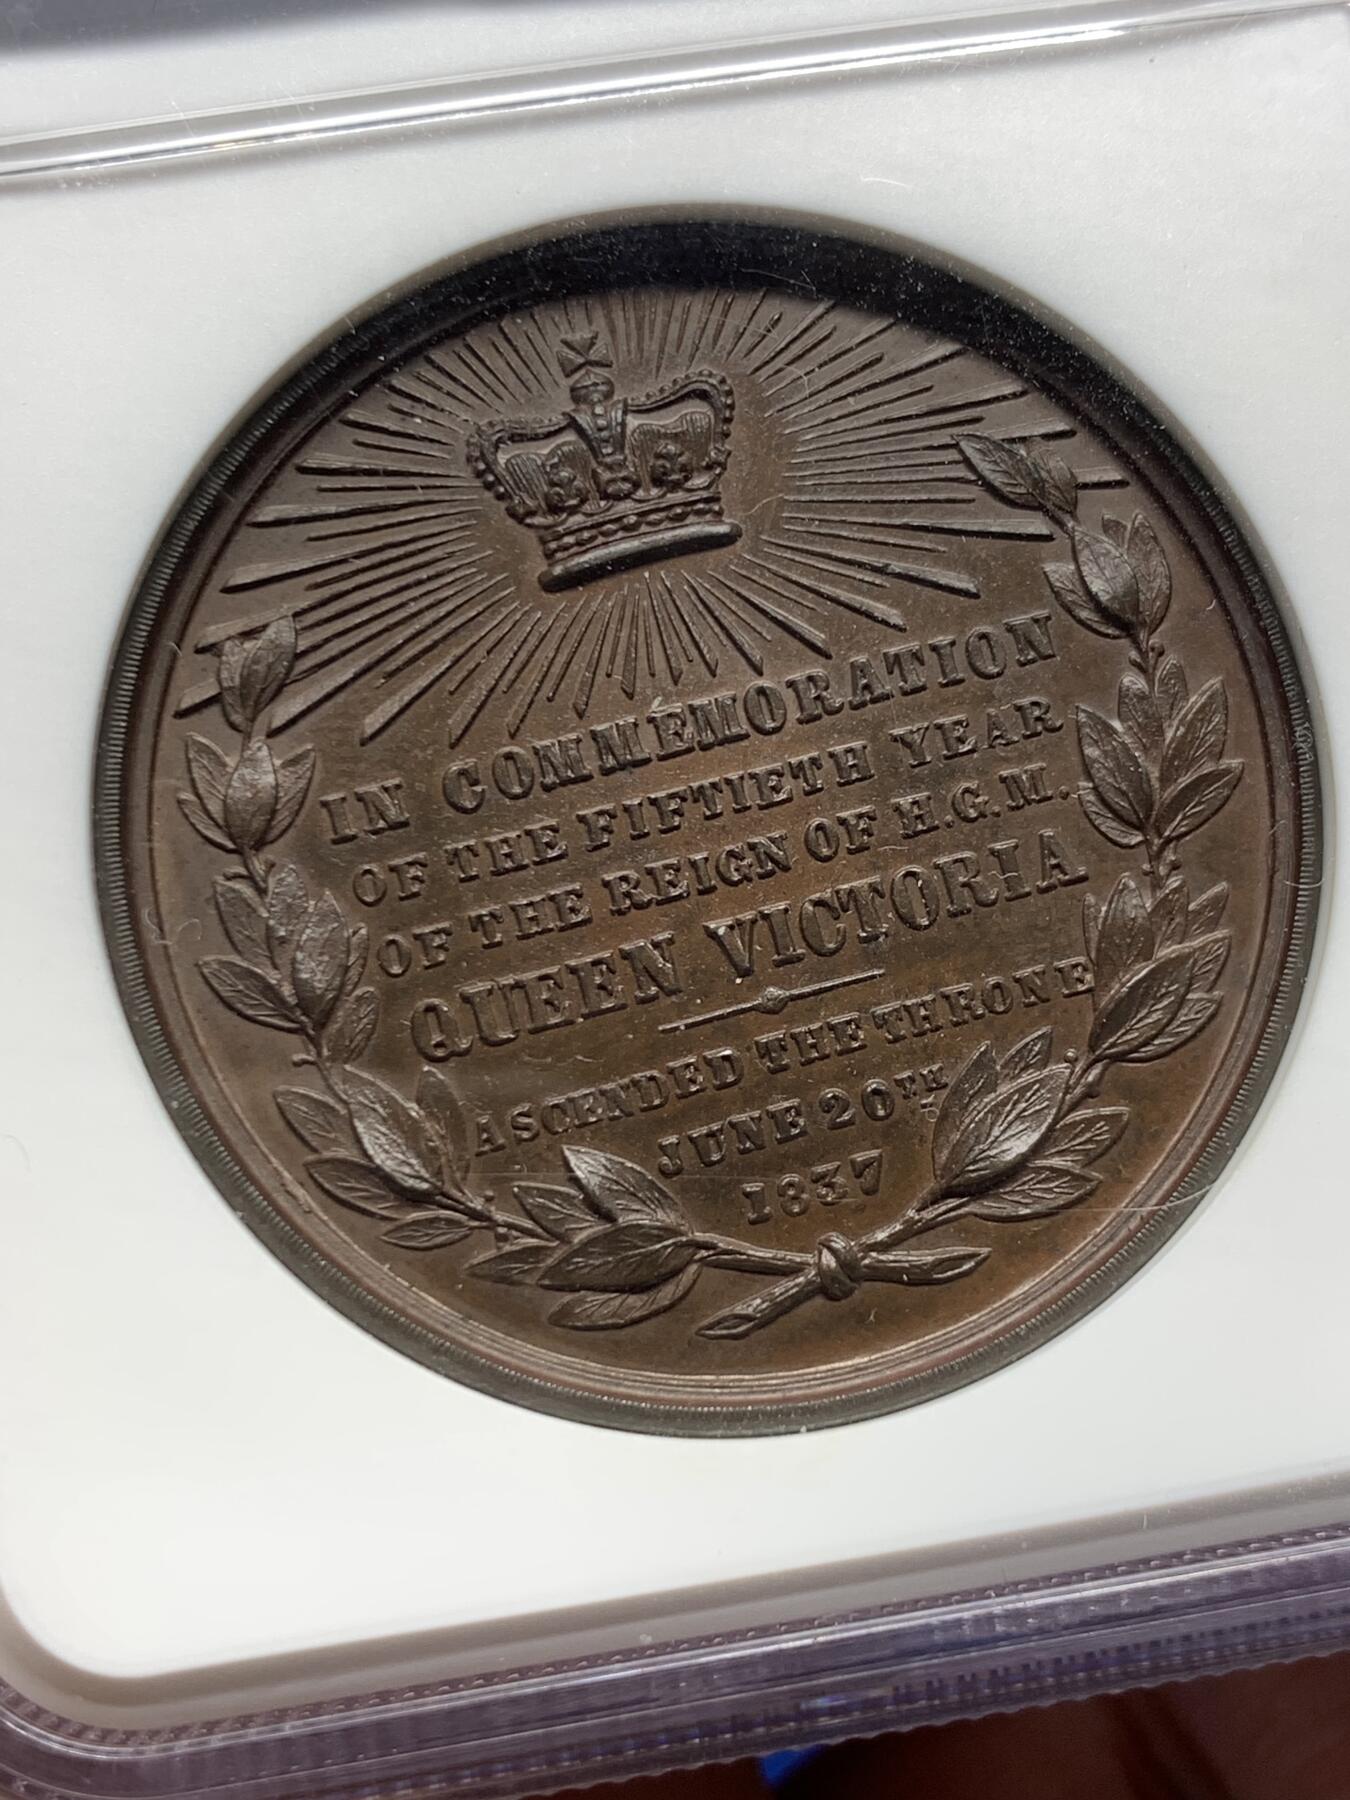 IN COMMEMORATION
OF THE FIFTIETH YEAR
OF THE REIGN OF H.G.M.
QUEEN VICTORIA
ASCENDED THE THRONE
JUNE 20TH
1837